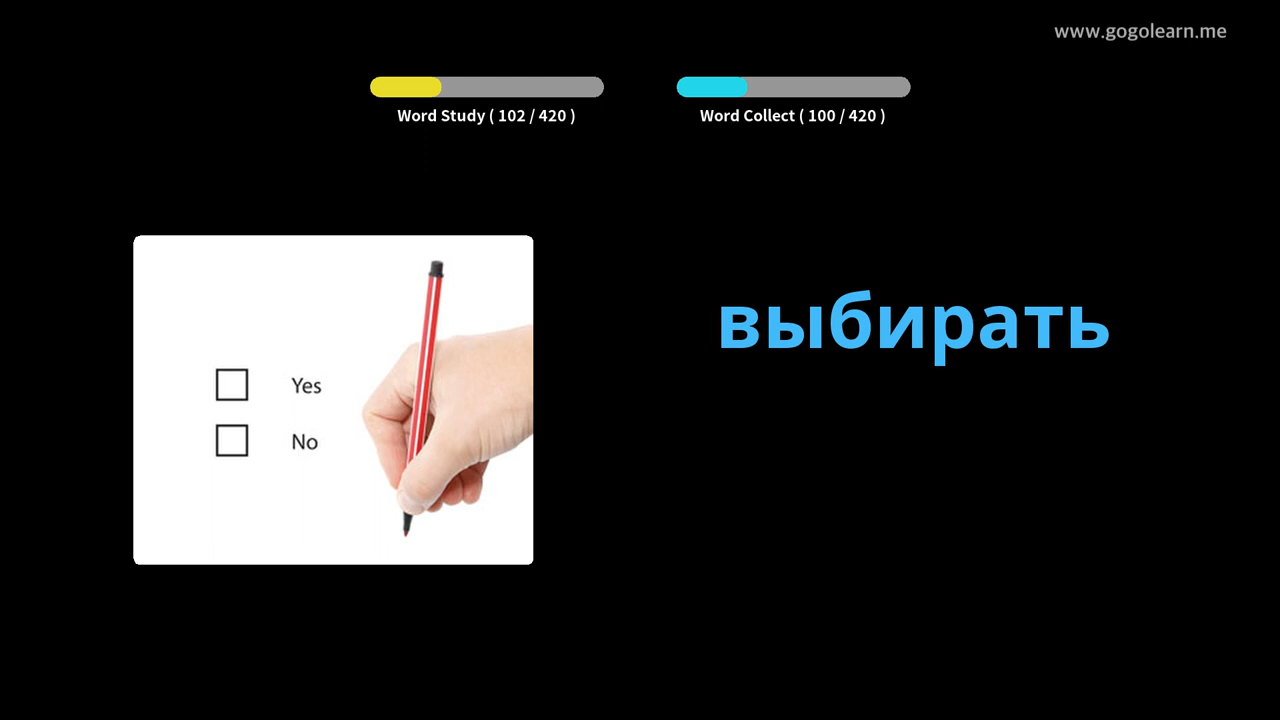 www.gogolearn.me
Word Study ( 102 / 420 )
Word Collect ( 100 / 420 )
Yes
No
выбирать